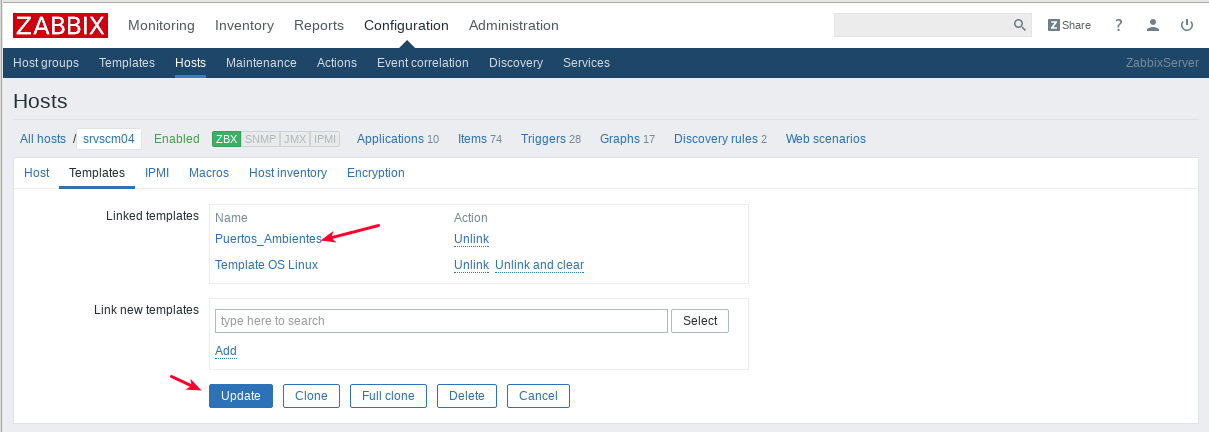 ZABBIX Monitoring Inventory Reports Configuration Administration Z Share ?
Host groups Templates Hosts Maintenance Actions Event correlation Discovery Services ZabbixServer
Hosts
All hosts / srvscm04 Enabled ZBX SNMP JMX IPMI Applications 10 Items 74 Triggers 28 Graphs 17 Discovery rules 2 Web scenarios
Host Templates IPMI Macros Host inventory Encryption
Linked templates Name Action
Puertos_Ambientes Unlink
Template OS Linux Unlink Unlink and clear
Link new templates
type here to search Select
Add
Update Clone Full clone Delete Cancel